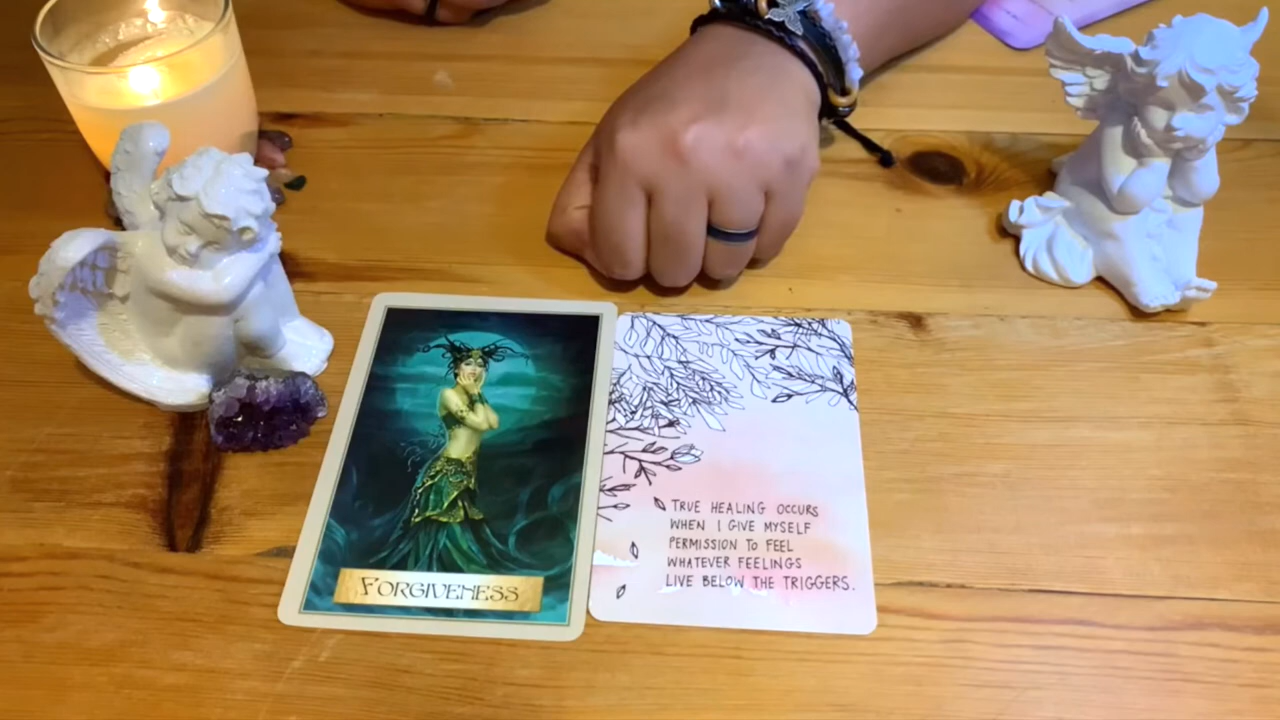 FORGIVENESS
TRUE HEALING OCCURS
WHEN I GIVE MYSELF
PERMISSION TO FEEL
WHATEVER FEELINGS
LIVE BELOW THE TRIGGERS.